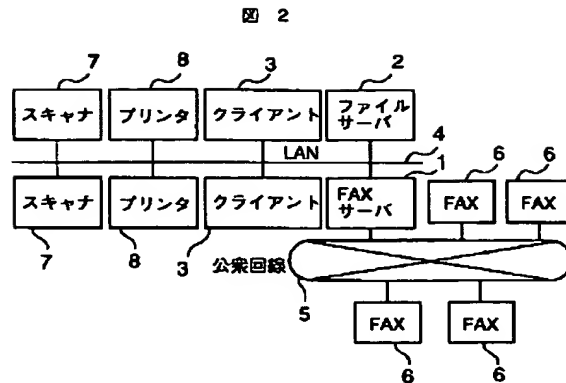 図 2
7 8 3 2
スキャナ プリンタ クライアント ファイルサーバ
LAN 4
1 6 6
スキャナ プリンタ クライアント FAXサーバ FAX FAX
7 8 3 公衆回線
5
FAX FAX
6 6